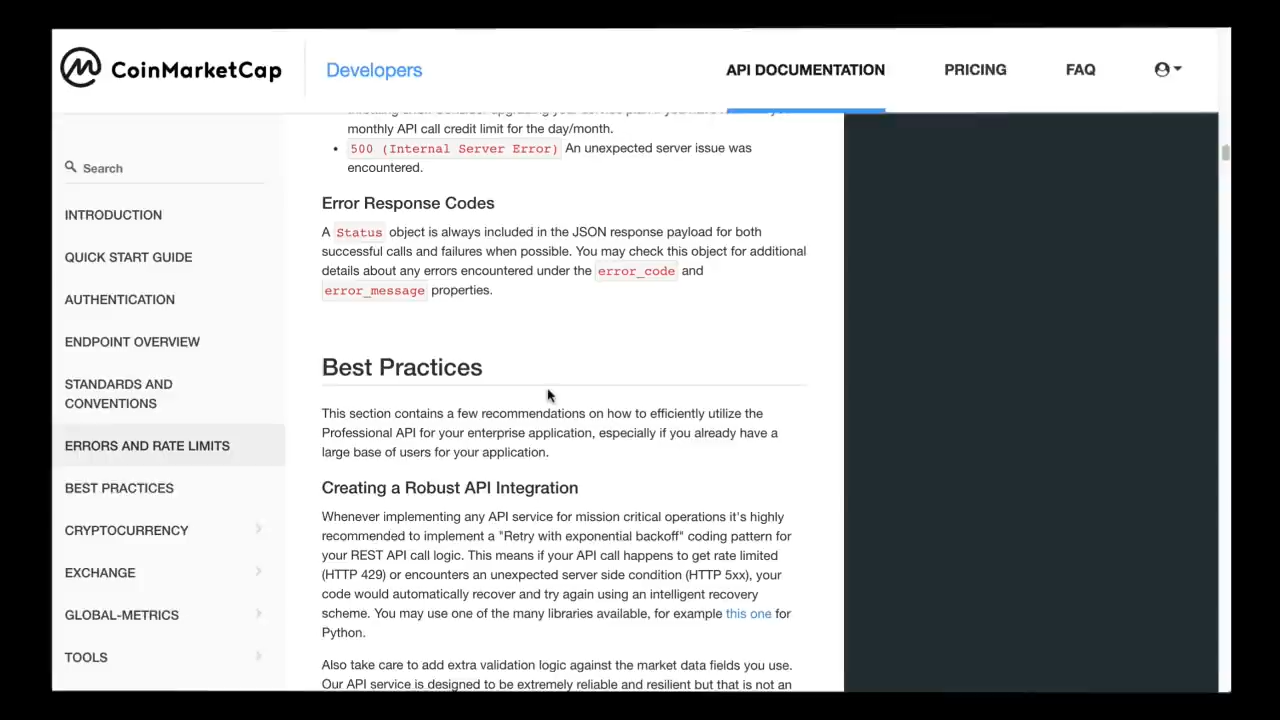 CoinMarketCap
Developers
API DOCUMENTATION
PRICING
FAQ
Search
INTRODUCTION
QUICK START GUIDE
AUTHENTICATION
ENDPOINT OVERVIEW
STANDARDS AND
CONVENTIONS
ERRORS AND RATE LIMITS
BEST PRACTICES
CRYPTOCURRENCY
EXCHANGE
GLOBAL-METRICS
TOOLS
monthly API call credit limit for the day/month.
• 500 (Internal Server Error) An unexpected server issue was
encountered.
Error Response Codes
A Status object is always included in the JSON response payload for both
successful calls and failures when possible. You may check this object for additional
details about any errors encountered under the error_code and
error_message properties.
Best Practices
This section contains a few recommendations on how to efficiently utilize the
Professional API for your enterprise application, especially if you already have a
large base of users for your application.
Creating a Robust API Integration
Whenever implementing any API service for mission critical operations it's highly
recommended to implement a "Retry with exponential backoff" coding pattern for
your REST API call logic. This means if your API call happens to get rate limited
(HTTP 429) or encounters an unexpected server side condition (HTTP 5xx), your
code would automatically recover and try again using an intelligent recovery
scheme. You may use one of the many libraries available, for example this one for
Python.
Also take care to add extra validation logic against the market data fields you use.
Our API service is designed to be extremely reliable and resilient but that is not an